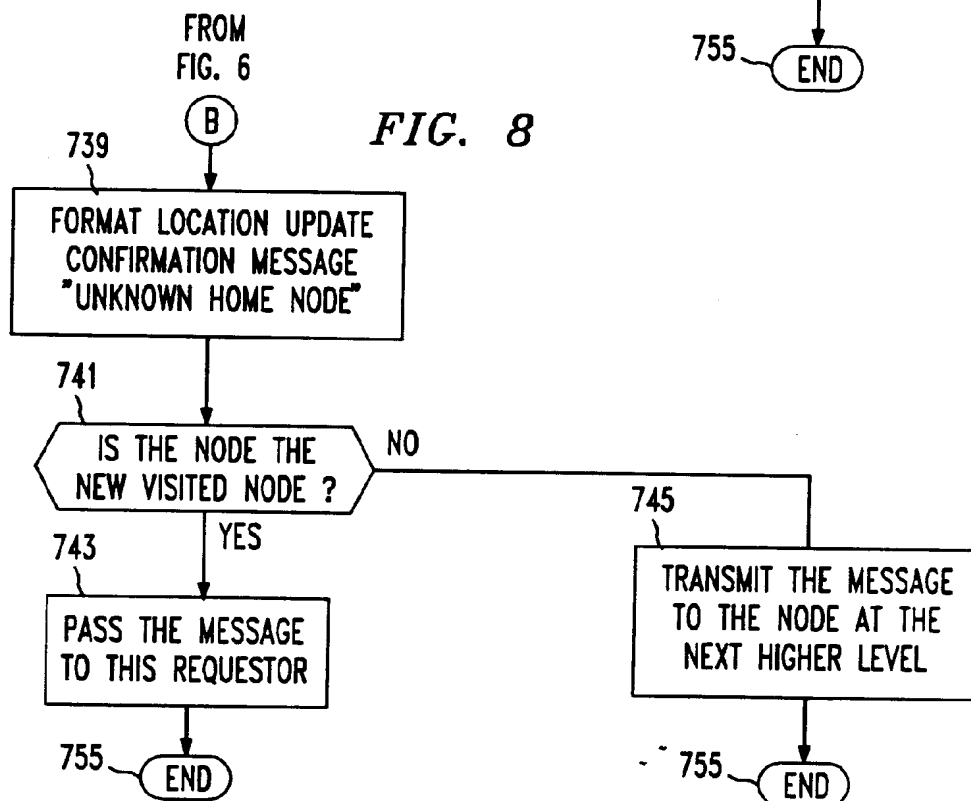 FROM
FIG. 6
B
755
END
FIG. 8
739
FORMAT LOCATION UPDATE
CONFIRMATION MESSAGE
"UNKNOWN HOME NODE"
741
IS THE NODE THE
NEW VISITED NODE ?
NO
YES
743
PASS THE MESSAGE
TO THIS REQUESTOR
755
END
745
TRANSMIT THE MESSAGE
TO THE NODE AT THE
NEXT HIGHER LEVEL
755
END